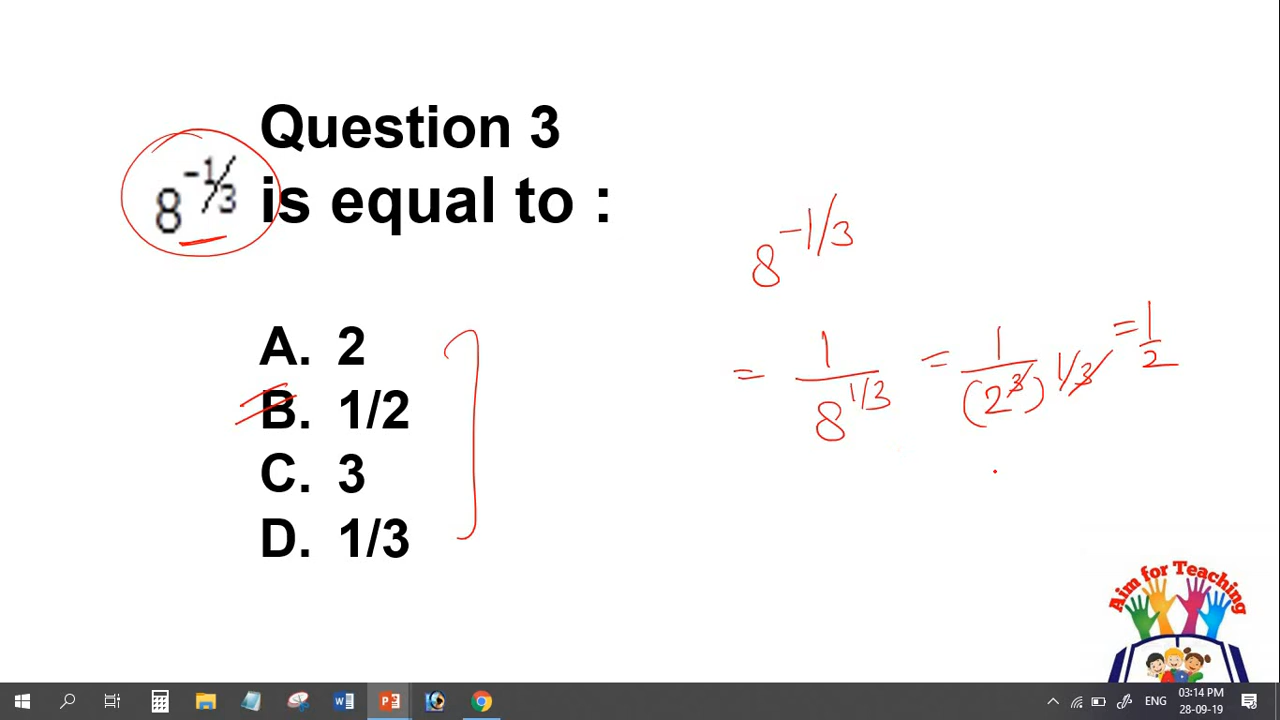 Question 3
8^-1/3 is equal to :
A. 2
B. 1/2
C. 3
D. 1/3
8^-1/3
= 1/8^1/3 = 1/(2^3)^1/3 = 1/2
Aim for Teaching
ENG
03:14 PM
28-09-19